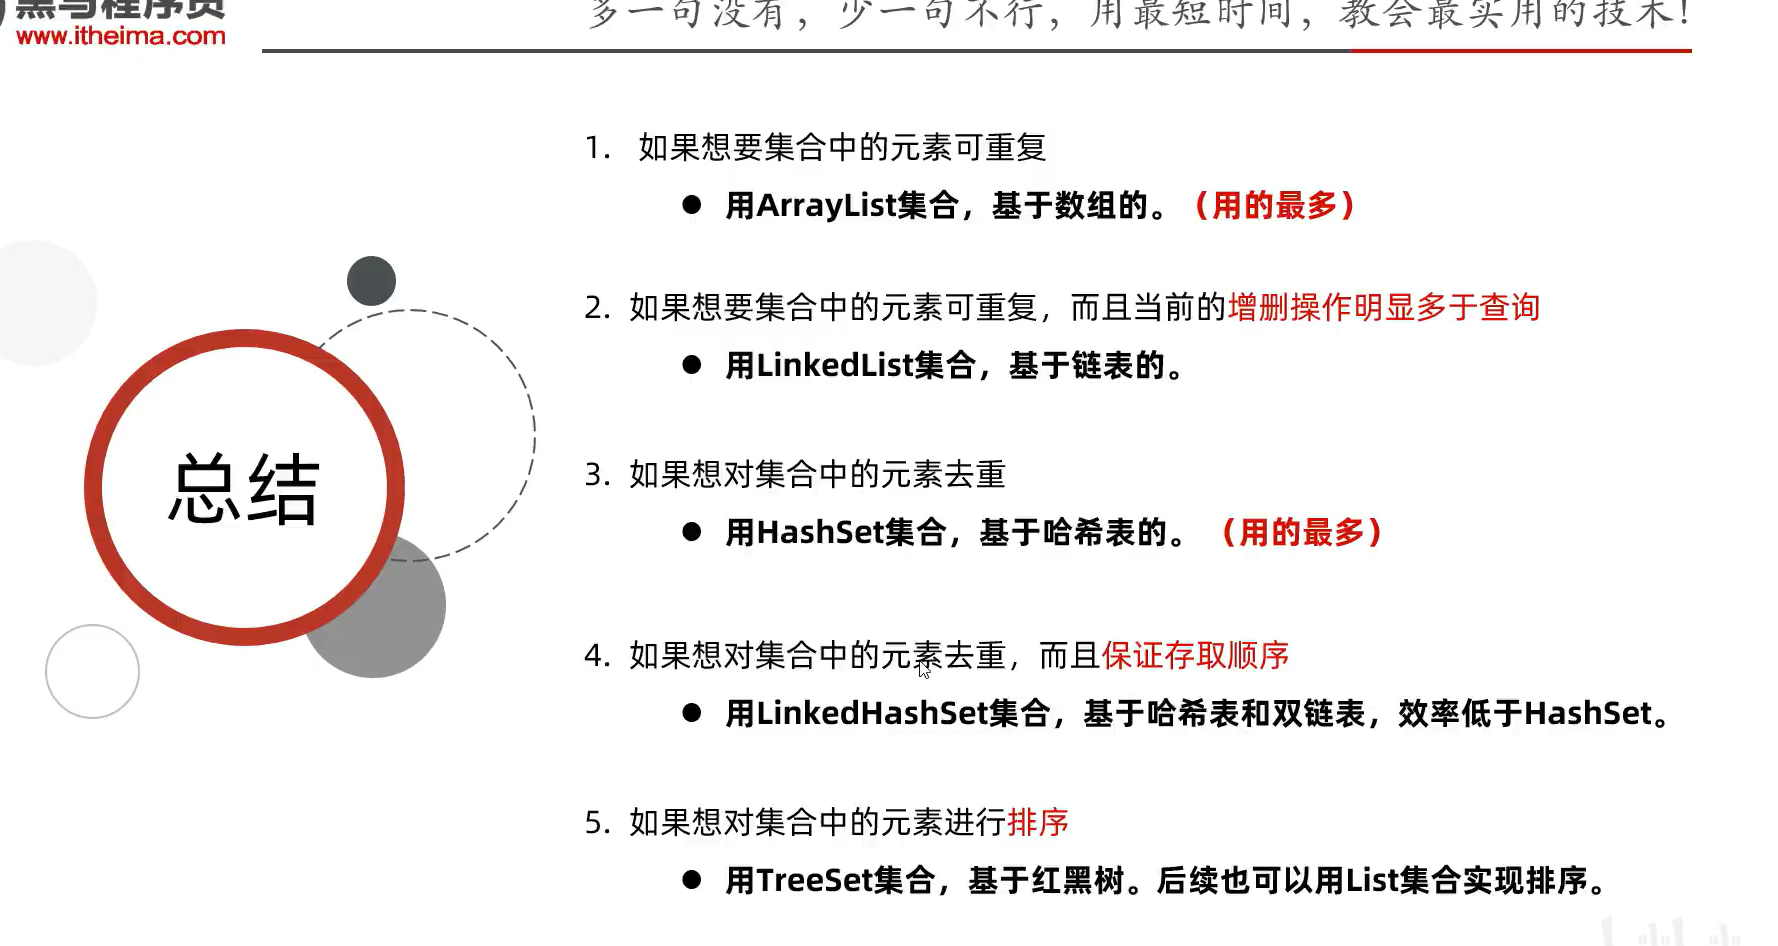 黑马程序员
www.itheima.com
多一句没有，少一句不行，用最短时间，教会最实用的技术！
总结
1. 如果想要集合中的元素可重复
● 用ArrayList集合，基于数组的。（用的最多）
2. 如果想要集合中的元素可重复，而且当前的增删操作明显多于查询
● 用LinkedList集合，基于链表的。
3. 如果想对集合中的元素去重
● 用HashSet集合，基于哈希表的。（用的最多）
4. 如果想对集合中的元素去重，而且保证存取顺序
● 用LinkedHashSet集合，基于哈希表和双链表，效率低于HashSet。
5. 如果想对集合中的元素进行排序
● 用TreeSet集合，基于红黑树。后续也可以用List集合实现排序。